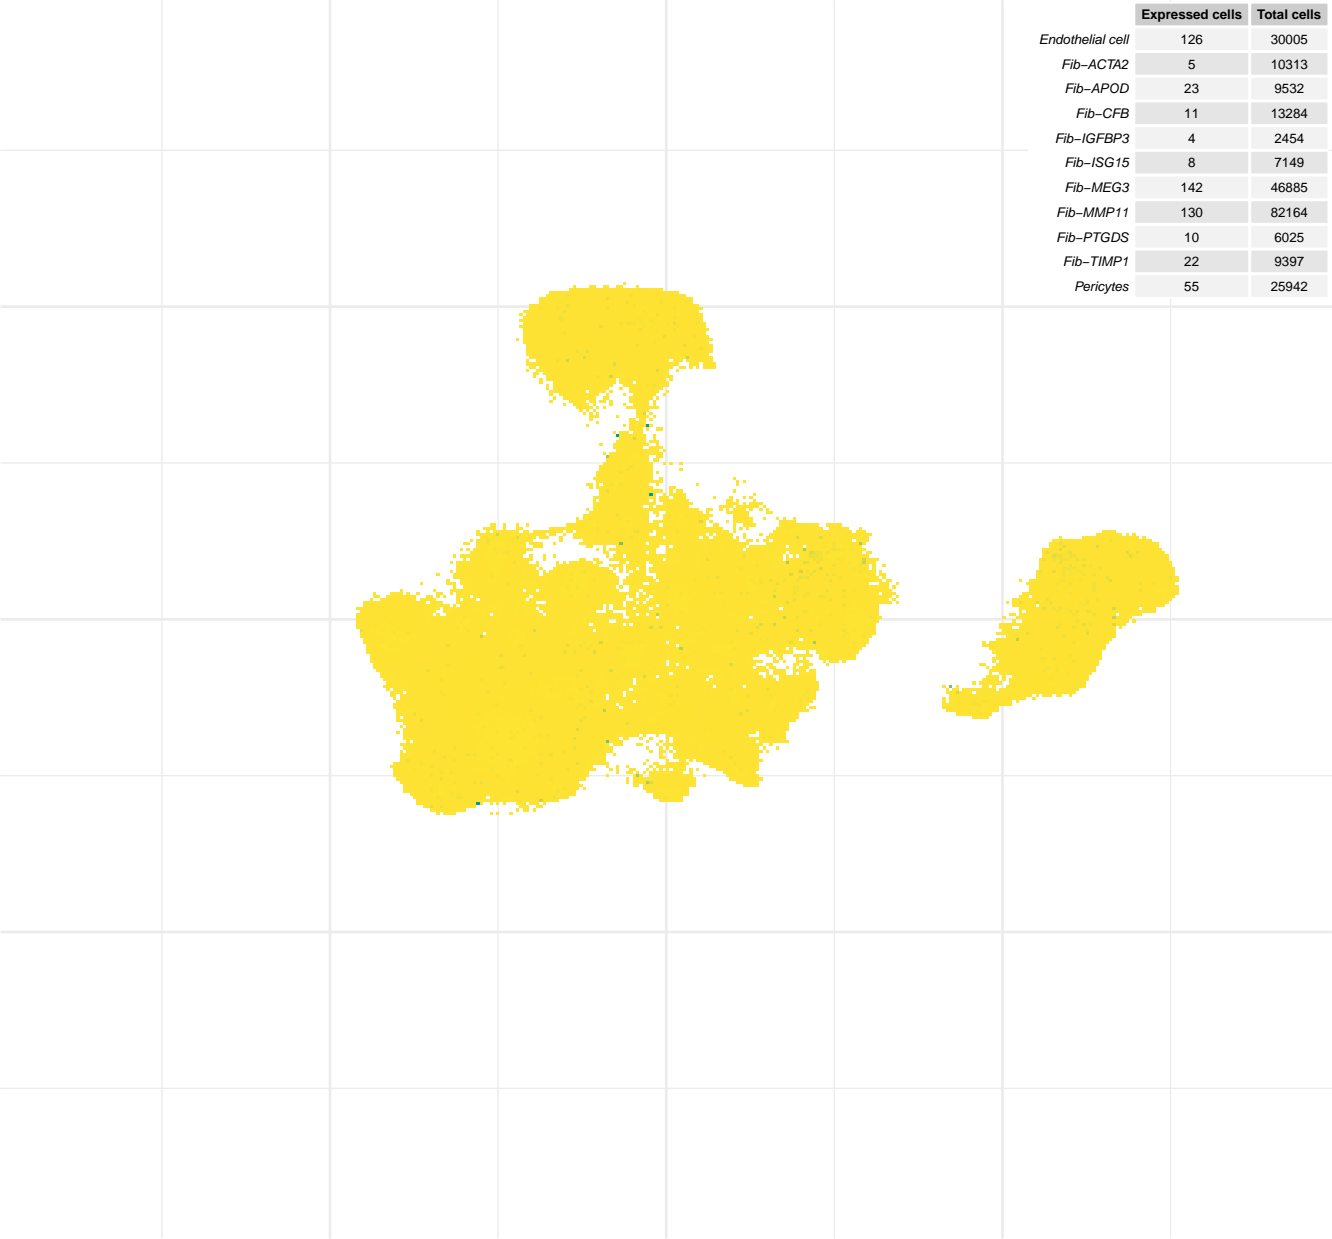 Expressed cells Total cells
Endothelial cell 126 30005
Fib−ACTA2 5 10313
Fib−APOD 23 9532
Fib−CFB 11 13284
Fib−IGFBP3 4 2454
Fib−ISG15 8 7149
Fib−MEG3 142 46885
Fib−MMP11 130 82164
Fib−PTGDS 10 6025
Fib−TIMP1 22 9397
Pericytes 55 25942